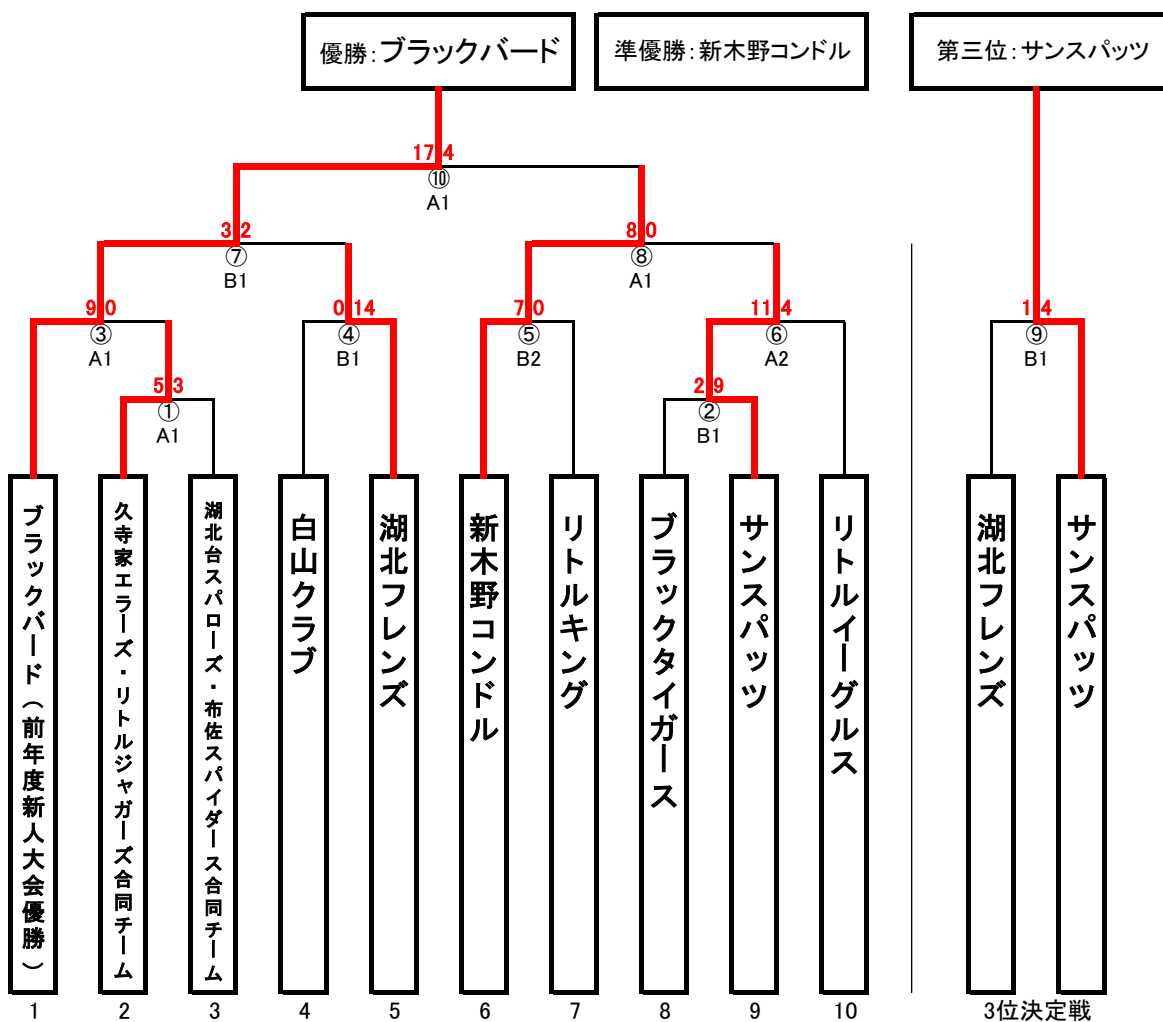 優勝：ブラックバード
準優勝：新木野コンドル
第三位：サンスパッツ
17 4
⑩
A1
3 2
⑦
B1
8 0
⑧
A1
9 0
③
A1
0 14
④
B1
7 0
⑤
B2
11 4
⑥
A2
1 4
⑨
B1
5 3
①
A1
2 9
②
B1
ブラックバード（前年度新人大会優勝）
久寺家エラーズ・リトルジャガーズ合同チーム
湖北台スパローズ・布佐スパイダース合同チーム
白山クラブ
湖北フレンズ
新木野コンドル
リトルキング
ブラックタイガース
サンスパッツ
リトルイーグルス
湖北フレンズ
サンスパッツ
1 2 3 4 5 6 7 8 9 10 3位決定戦